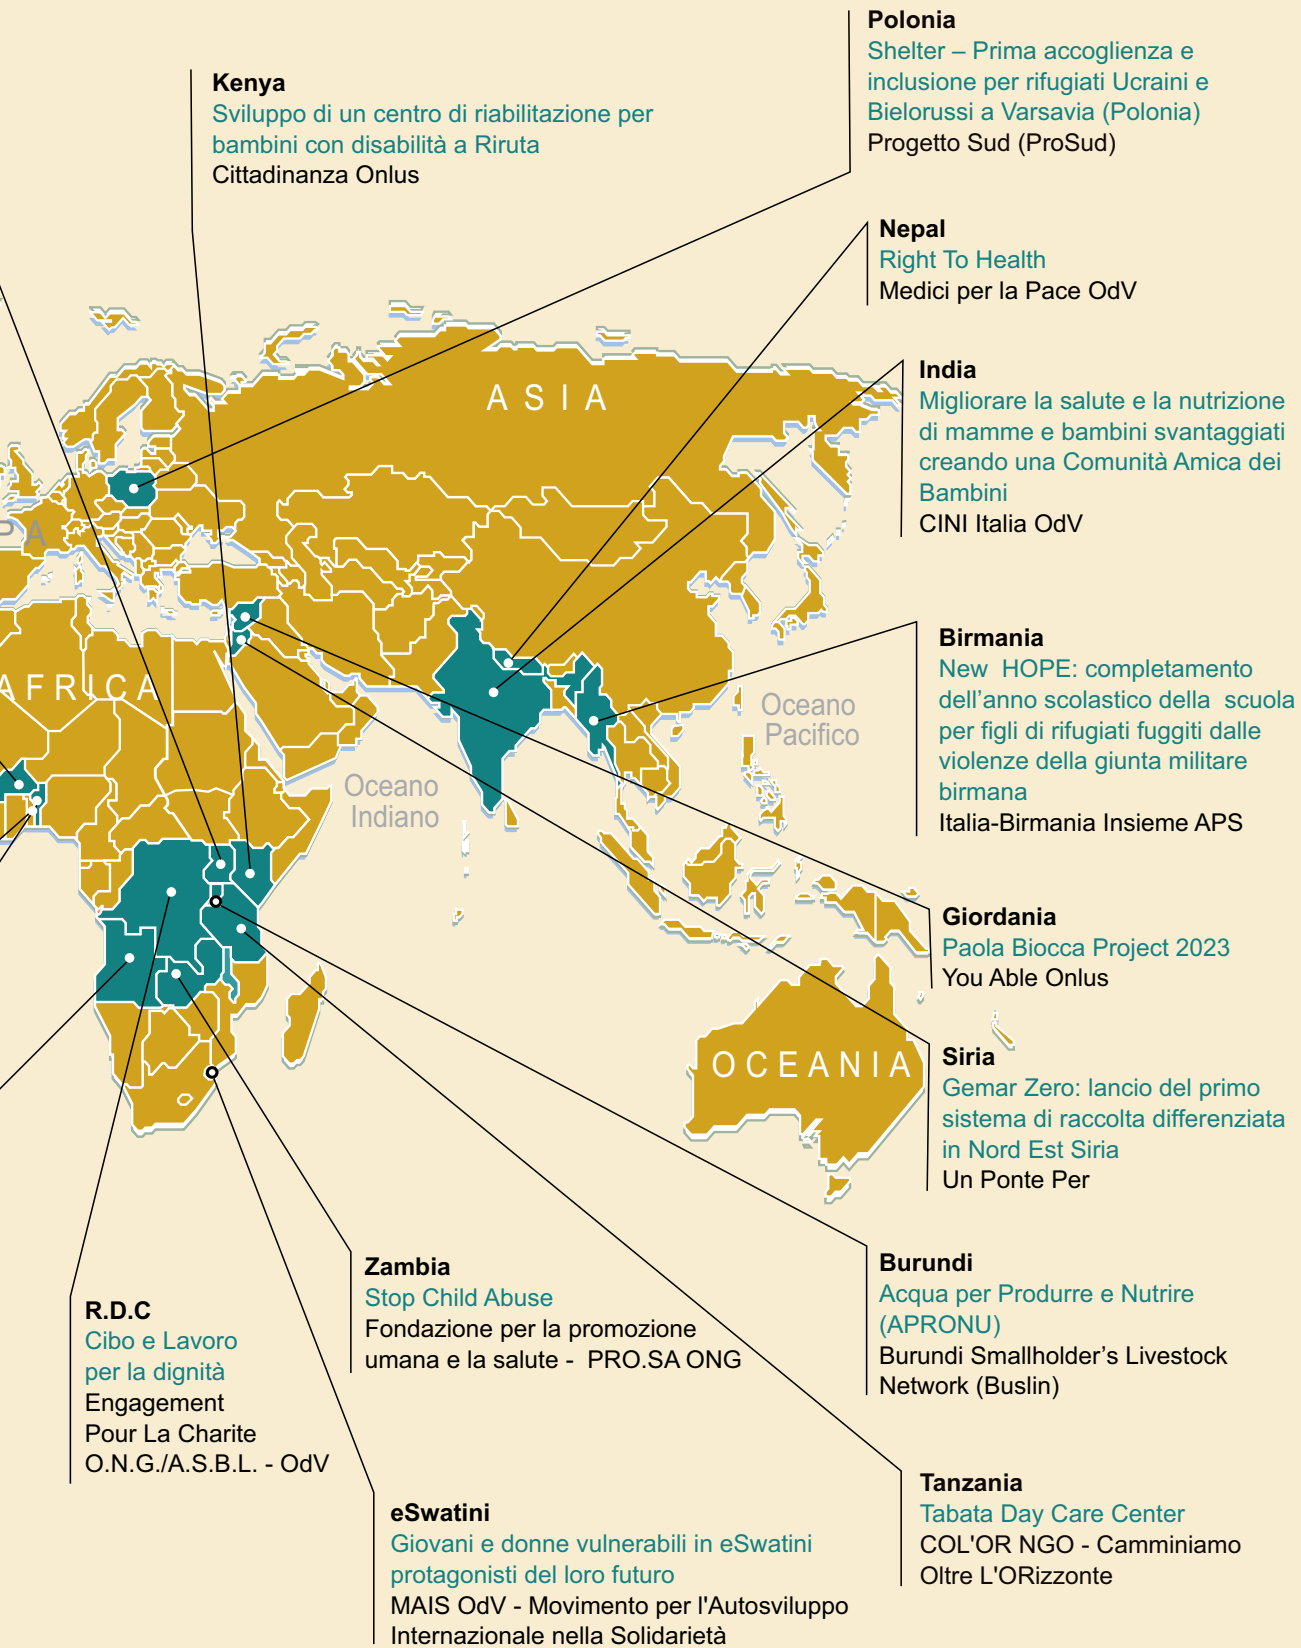 Polonia
Shelter – Prima accoglienza e
inclusione per rifugiati Ucraini e
Bielorussi a Varsavia (Polonia)
Progetto Sud (ProSud)
Kenya
Sviluppo di un centro di riabilitazione per
bambini con disabilità a Riruta
Cittadinanza Onlus
Nepal
Right To Health
Medici per la Pace OdV
India
Migliorare la salute e la nutrizione
di mamme e bambini svantaggiati
creando una Comunità Amica dei
Bambini
CINI Italia OdV
ASIA
PA
AFRICA
Birmania
New  HOPE: completamento
dell'anno scolastico della  scuola
per figli di rifugiati fuggiti dalle
violenze della giunta militare
birmana
Italia-Birmania Insieme APS
Oceano
Pacifico
Oceano
Indiano
Giordania
Paola Biocca Project 2023
You Able Onlus
OCEANIA
Siria
Gemar Zero: lancio del primo
sistema di raccolta differenziata
in Nord Est Siria
Un Ponte Per
Burundi
Acqua per Produrre e Nutrire
(APRONU)
Burundi Smallholder's Livestock
Network (Buslin)
Zambia
Stop Child Abuse
Fondazione per la promozione
umana e la salute -  PRO.SA ONG
R.D.C
Cibo e Lavoro
per la dignità
Engagement
Pour La Charite
O.N.G./A.S.B.L. - OdV
Tanzania
Tabata Day Care Center
COL'OR NGO - Camminiamo
Oltre L'ORizzonte
eSwatini
Giovani e donne vulnerabili in eSwatini
protagonisti del loro futuro
MAIS OdV - Movimento per l'Autosviluppo
Internazionale nella Solidarietà